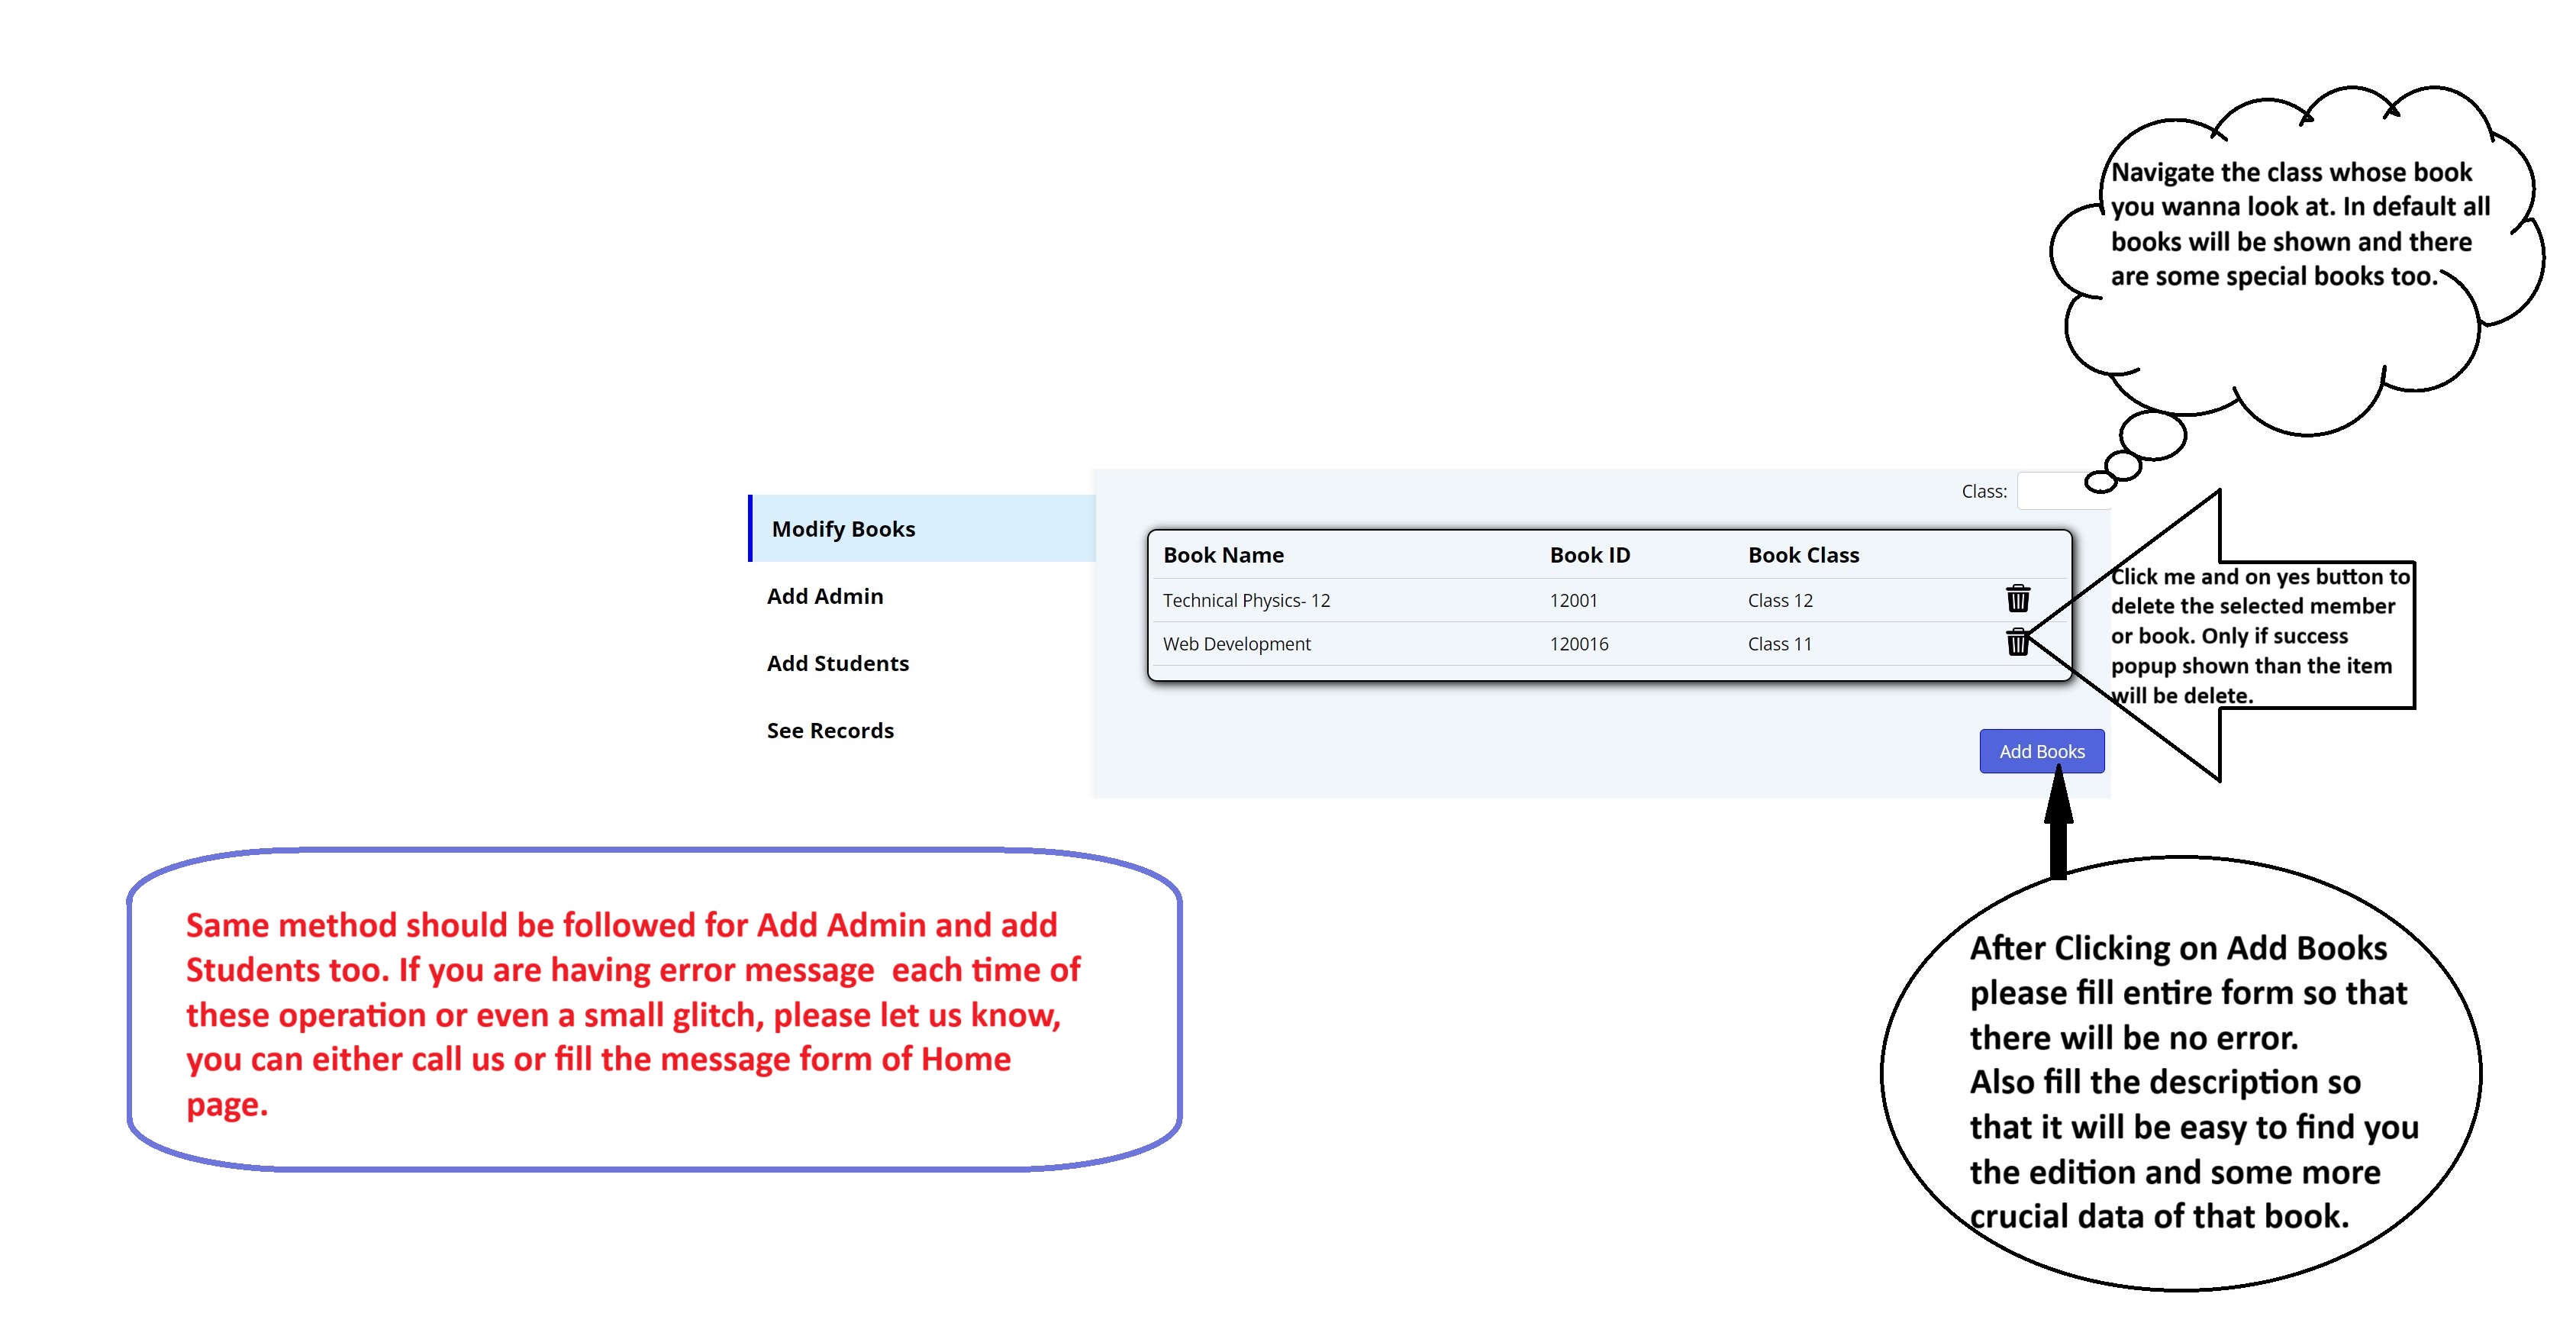 Navigate the class whose book
you wanna look at. In default all
books will be shown and there
are some special books too.
Class:
Modify Books
Add Admin
Add Students
See Records
Book Name Book ID Book Class
Technical Physics- 12 12001 Class 12
Web Development 120016 Class 11
Click me and on yes button to
delete the selected member
or book. Only if success
popup shown than the item
will be delete.
Add Books
Same method should be followed for Add Admin and add
Students too. If you are having error message  each time of
these operation or even a small glitch, please let us know,
you can either call us or fill the message form of Home
page.
After Clicking on Add Books
please fill entire form so that
there will be no error.
Also fill the description so
that it will be easy to find you
the edition and some more
crucial data of that book.